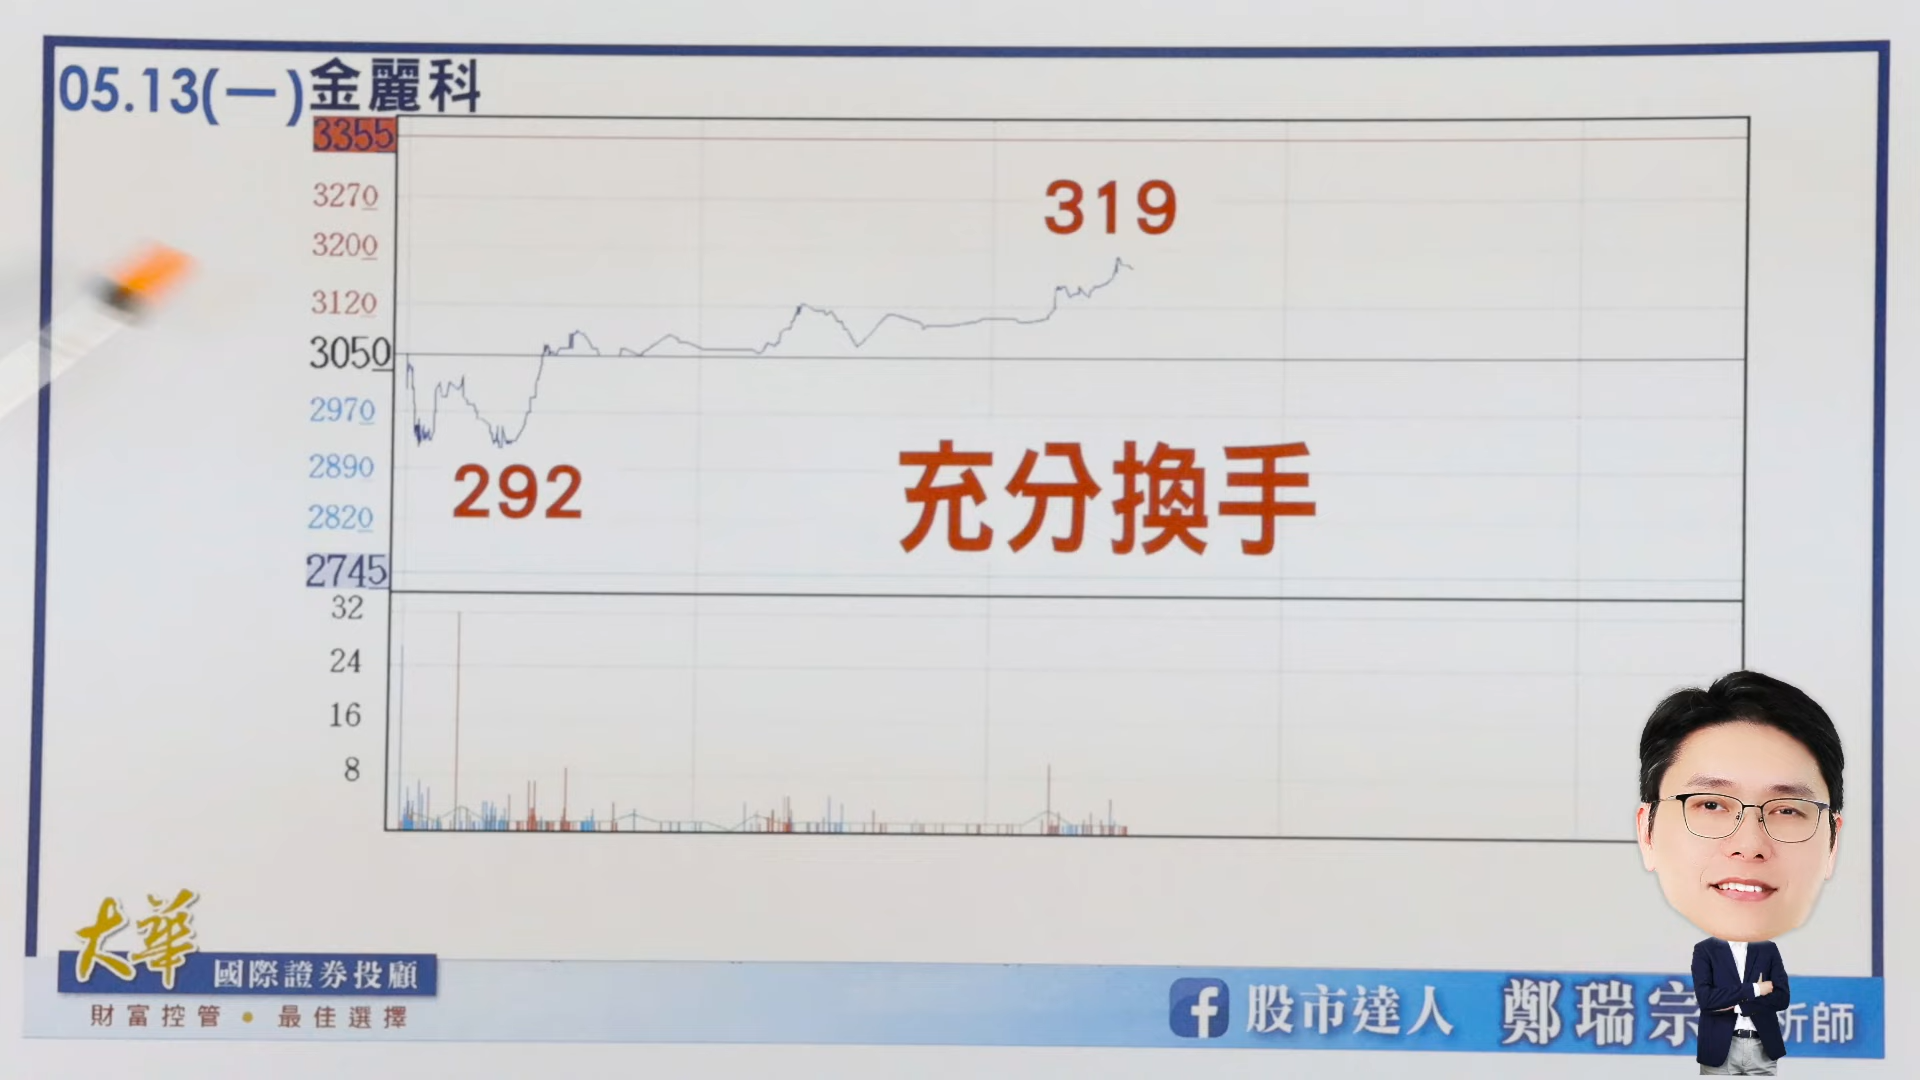 05.13(一)金麗科
3355
3270
3200
3120
3050
2970
2890
2820
2745
319
292
充分換手
32
24
16
8
大華
國際證券投顧
財富控管・最佳選擇
f 股市達人 鄭瑞宗 析師